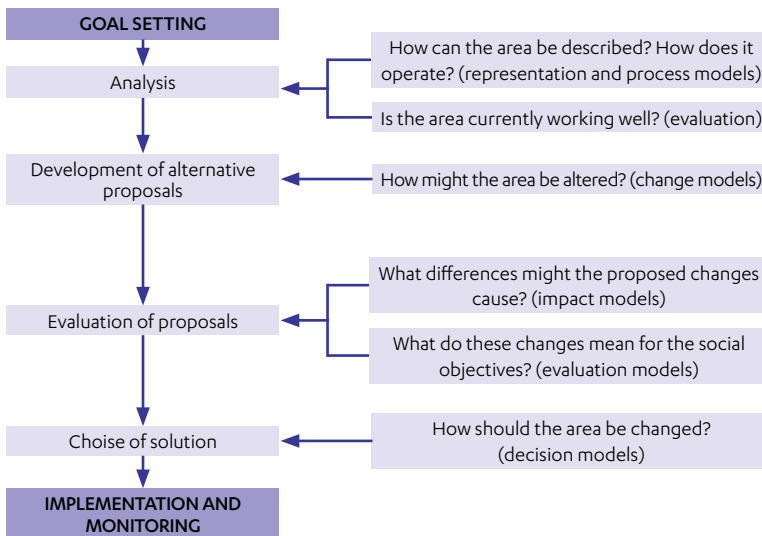 GOAL SETTING
How can the area be described? How does it
operate? (representation and process models)
Analysis
Is the area currently working well? (evaluation)
Development of alternative
proposals
How might the area be altered? (change models)
What differences might the proposed changes
cause? (impact models)
Evaluation of proposals
What do these changes mean for the social
objectives? (evaluation models)
Choise of solution
How should the area be changed?
(decision models)
IMPLEMENTATION AND
MONITORING